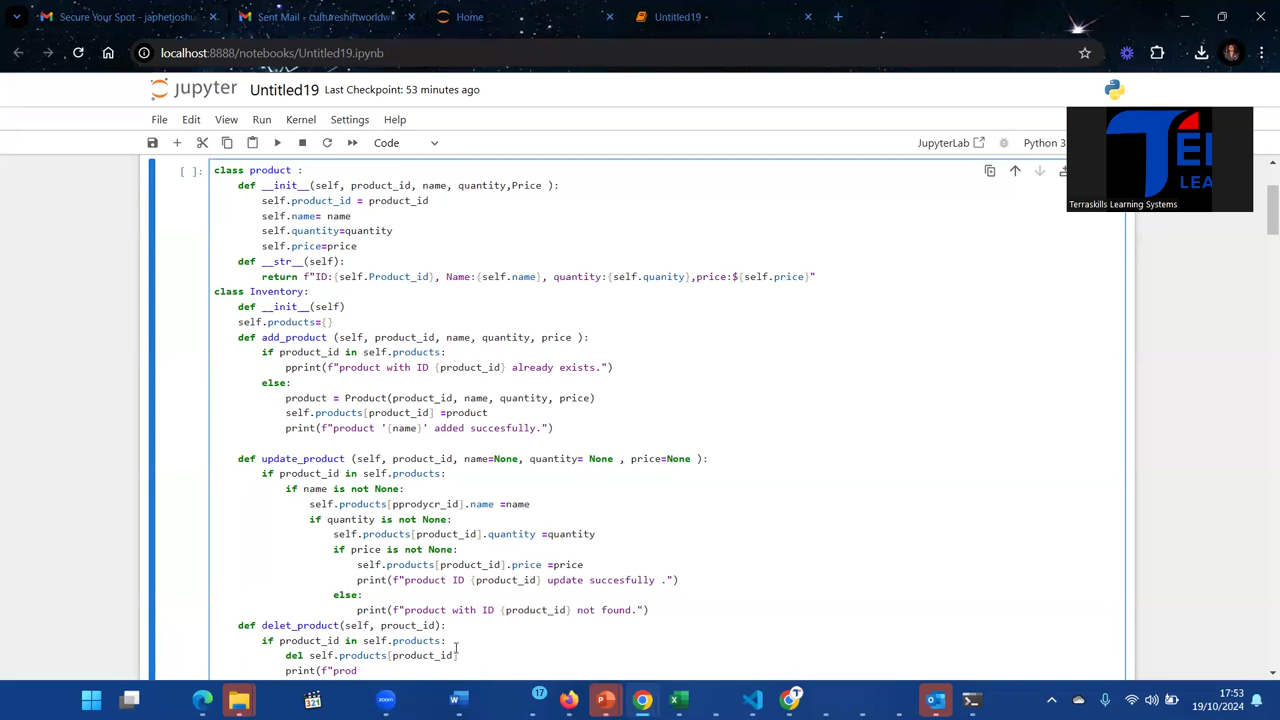 Secure Your Spot - japhetjoshu
Sent Mail - cultureshiftworldw
Home
Untitled19 -
localhost:8888/notebooks/Untitled19.ipynb
jupyter Untitled19 Last Checkpoint: 53 minutes ago
File Edit View Run Kernel Settings Help
Code JupyterLab Python 3
[ ]:
class product :
    def __init__(self, product_id, name, quantity,Price ):
        self.product_id = product_id
        self.name= name
        self.quantity=quantity
        self.price=price
    def __str__(self):
        return f"ID:{self.Product_id}, Name:{self.name}, quantity:{self.quanity},price:${self.price}"
class Inventory:
    def __init__(self)
    self.products={}
    def add_product (self, product_id, name, quantity, price ):
        if product_id in self.products:
            pprint(f"product with ID {product_id} already exists.")
        else:
            product = Product(product_id, name, quantity, price)
            self.products[product_id] =product
            print(f"product '{name}' added succesfully.")
    def update_product (self, product_id, name=None, quantity= None , price=None ):
        if product_id in self.products:
            if name is not None:
                self.products[pprodycr_id].name =name
                if quantity is not None:
                    self.products[product_id].quantity =quantity
                    if price is not None:
                        self.products[product_id].price =price
                        print(f"product ID {product_id} update succesfully .")
                    else:
                        print(f"product with ID {product_id} not found.")
    def delet_product(self, prouct_id):
        if product_id in self.products:
            del self.products[product_id]
            print(f"prod
TE
LEA
Terraskills Learning Systems
321
17
17:53
19/10/2024